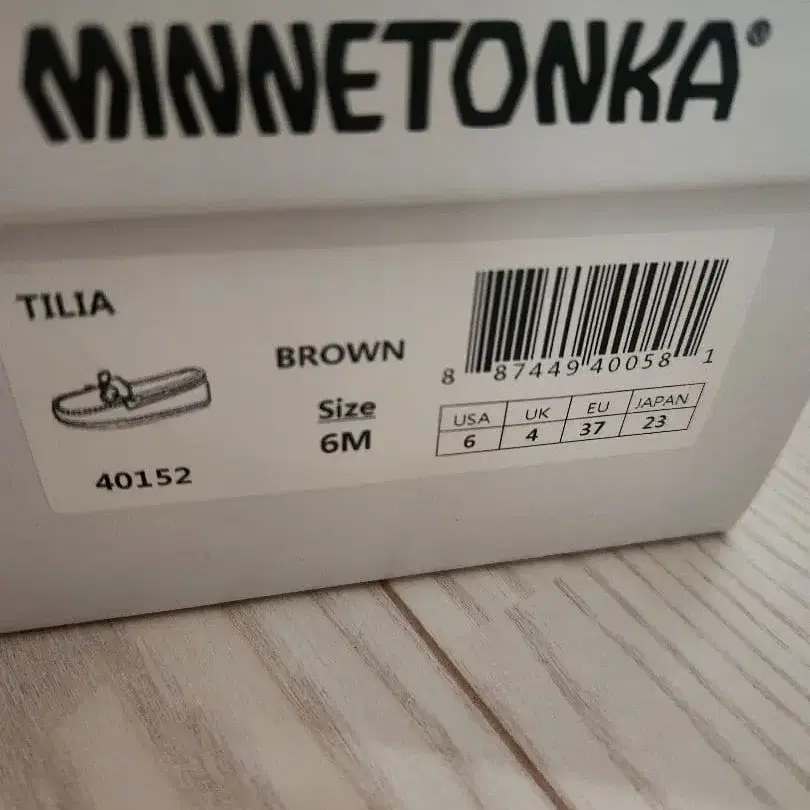 MINNETONKA®
TILIA
BROWN
Size
6M
40152
8 87449 40058 1
USA UK EU JAPAN
6 4 37 23